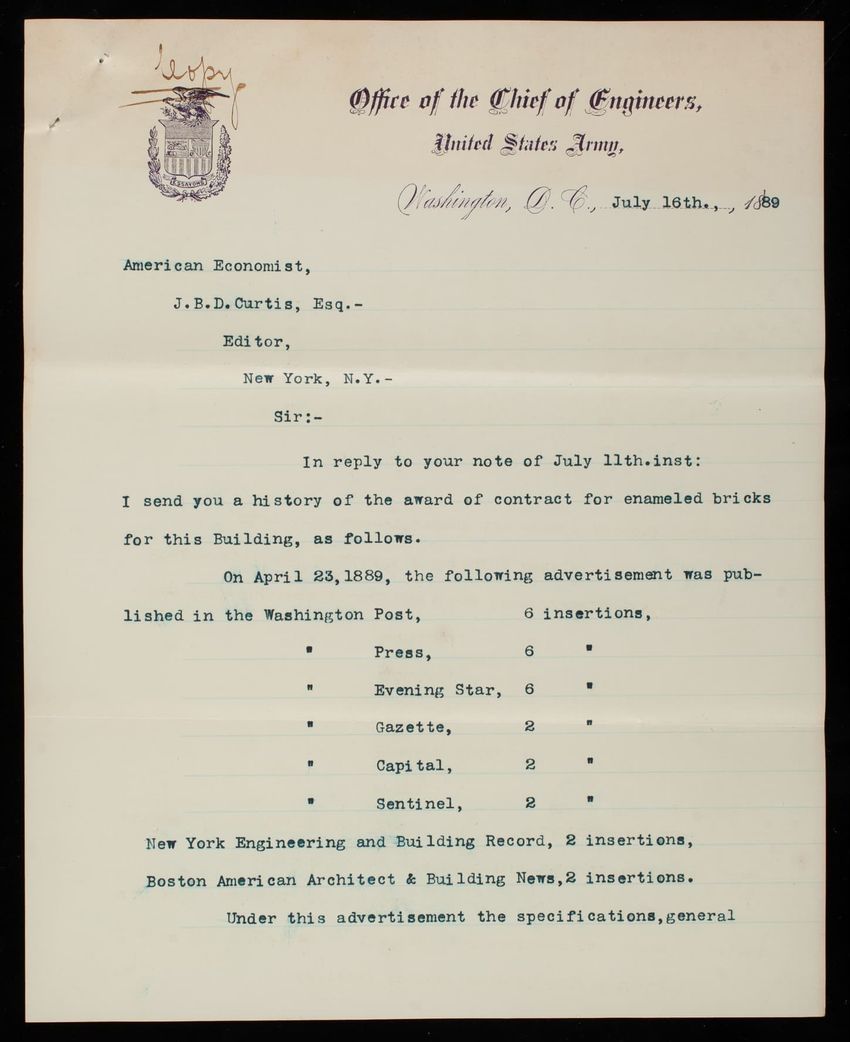 Copy
ESSAYONS
Office of the Chief of Engineers,
United States Army,
Washington, D. C., July 16th., , 1889
American Economist,
J.B.D.Curtis, Esq.-
Editor,
New York, N.Y.-
Sir:-
In reply to your note of July 11th.inst:
I send you a history of the award of contract for enameled bricks
for this Building, as follows.
On April 23,1889, the following advertisement was pub-
lished in the Washington Post, 6 insertions,
" Press, 6 "
" Evening Star, 6 "
" Gazette, 2 "
" Capital, 2 "
" Sentinel, 2 "
New York Engineering and Building Record, 2 insertions,
Boston American Architect & Building News,2 insertions.
Under this advertisement the specifications,general